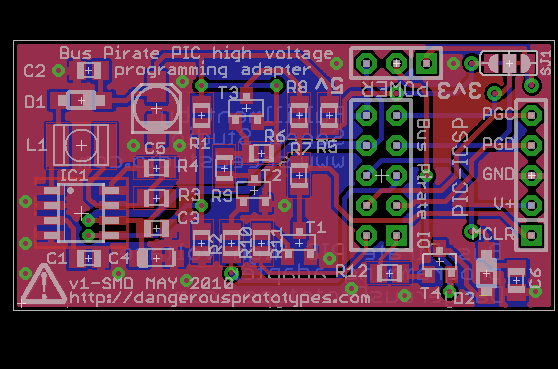 Bus Pirate PIC high voltage
programming adapter
C2
D1
L1
IC1
C1
C4
C5
R4
R3
C3
R1
T3
R8
R6
R7
R5
T2
R9
R2
R10
R11
T1
R12
T4
D2
C6
SJ1
5v
POWER
3v3
Bus Pirate IO
PIC-ICSP
PGC
PGD
GND
V+
MCLR
v1-SMD MAY 2010
http://dangerousprototypes.com